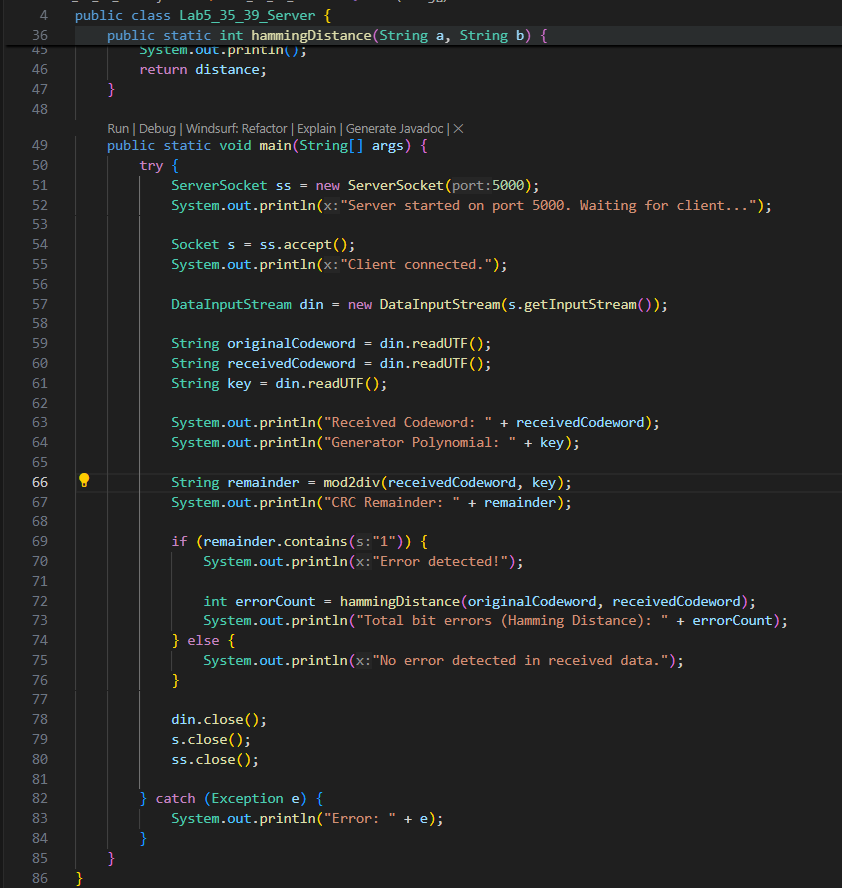 4 public class Lab5_35_39_Server {
36 public static int hammingDistance(String a, String b) {
45 System.out.println();
46 return distance;
47 }
48
Run | Debug | Windsurf: Refactor | Explain | Generate Javadoc | ×
49 public static void main(String[] args) {
50 try {
51 ServerSocket ss = new ServerSocket(port:5000);
52 System.out.println(x:"Server started on port 5000. Waiting for client...");
53
54 Socket s = ss.accept();
55 System.out.println(x:"Client connected.");
56
57 DataInputStream din = new DataInputStream(s.getInputStream());
58
59 String originalCodeword = din.readUTF();
60 String receivedCodeword = din.readUTF();
61 String key = din.readUTF();
62
63 System.out.println("Received Codeword: " + receivedCodeword);
64 System.out.println("Generator Polynomial: " + key);
65
66 String remainder = mod2div(receivedCodeword, key);
67 System.out.println("CRC Remainder: " + remainder);
68
69 if (remainder.contains(s:"1")) {
70 System.out.println(x:"Error detected!");
71
72 int errorCount = hammingDistance(originalCodeword, receivedCodeword);
73 System.out.println("Total bit errors (Hamming Distance): " + errorCount);
74 } else {
75 System.out.println(x:"No error detected in received data.");
76 }
77
78 din.close();
79 s.close();
80 ss.close();
81
82 } catch (Exception e) {
83 System.out.println("Error: " + e);
84 }
85 }
86 }